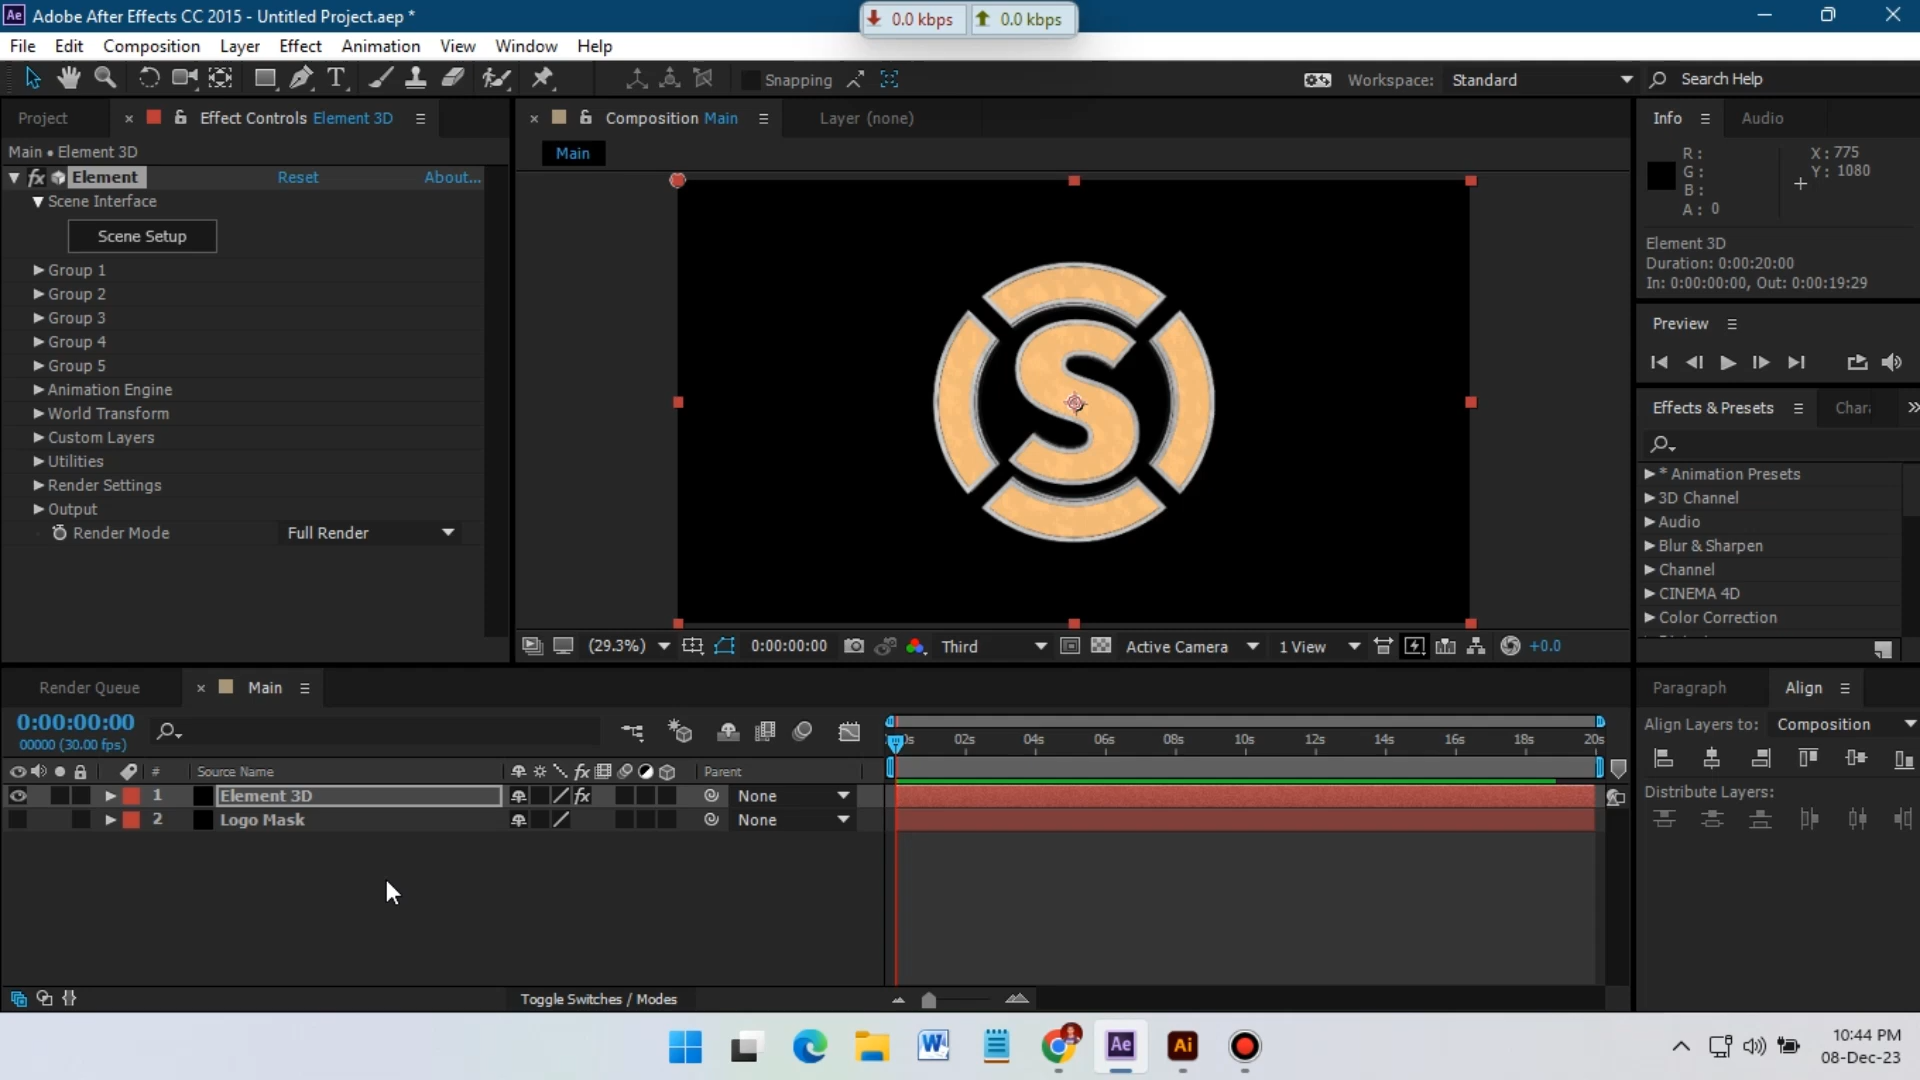 Adobe After Effects CC 2015 - Untitled Project.aep *
0.0 kbps 0.0 kbps
File Edit Composition Layer Effect Animation View Window Help
Snapping
Workspace: Standard Search Help
Project
Effect Controls Element 3D
Composition Main
Layer (none)
Info Audio
Main • Element 3D
Main
Element Reset About...
Scene Interface
Scene Setup
Group 1
Group 2
Group 3
Group 4
Group 5
Animation Engine
World Transform
Custom Layers
Utilities
Render Settings
Output
Render Mode Full Render
S
(29.3%) 0:00:00:00 Third Active Camera 1 View +0.0
R: X: 775
G: Y: 1080
B:
A: 0
Element 3D
Duration: 0:00:20:00
In: 0:00:00:00, Out: 0:00:19:29
Preview
Effects & Presets Chara
* Animation Presets
3D Channel
Audio
Blur & Sharpen
Channel
CINEMA 4D
Color Correction
Render Queue Main
0:00:00:00
00000 (30.00 fps)
02s 04s 06s 08s 10s 12s 14s 16s 18s 20s
# Source Name Parent
1 Element 3D None
2 Logo Mask None
Toggle Switches / Modes
Paragraph Align
Align Layers to: Composition
Distribute Layers:
Ae Ai
10:44 PM
08-Dec-23